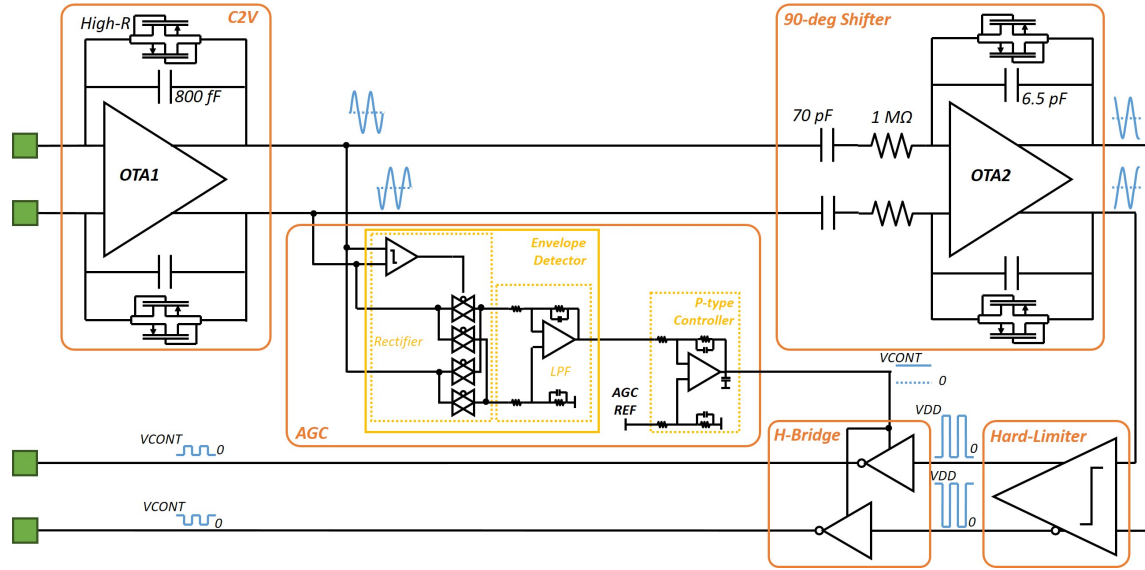 High-R
C2V
800 fF
OTA1
90-deg Shifter
70 pF
1 MΩ
6.5 pF
OTA2
Envelope
Detector
Rectifier
LPF
P-type
Controller
AGC
REF
AGC
VCONT
0
H-Bridge
VDD
0
VDD
0
Hard-Limiter
VCONT
0
VCONT
0